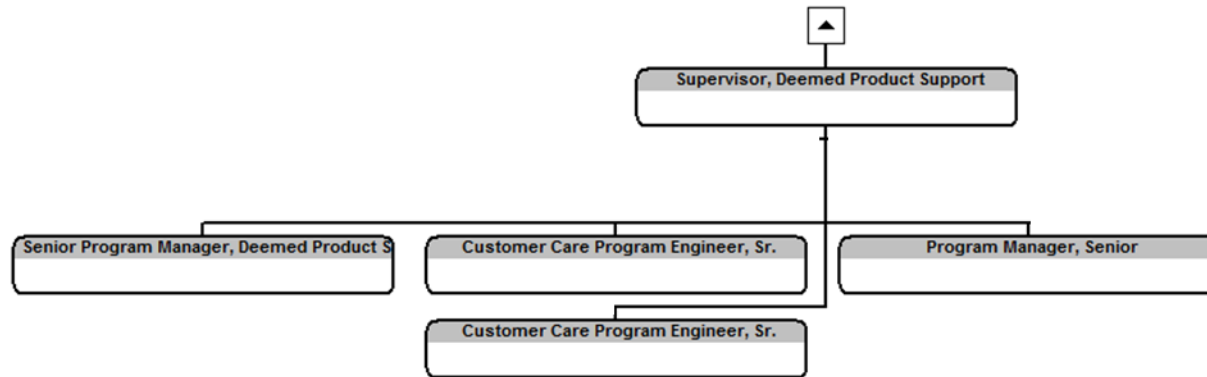 Supervisor, Deemed Product Support
Senior Program Manager, Deemed Product S
Customer Care Program Engineer, Sr.
Program Manager, Senior
Customer Care Program Engineer, Sr.